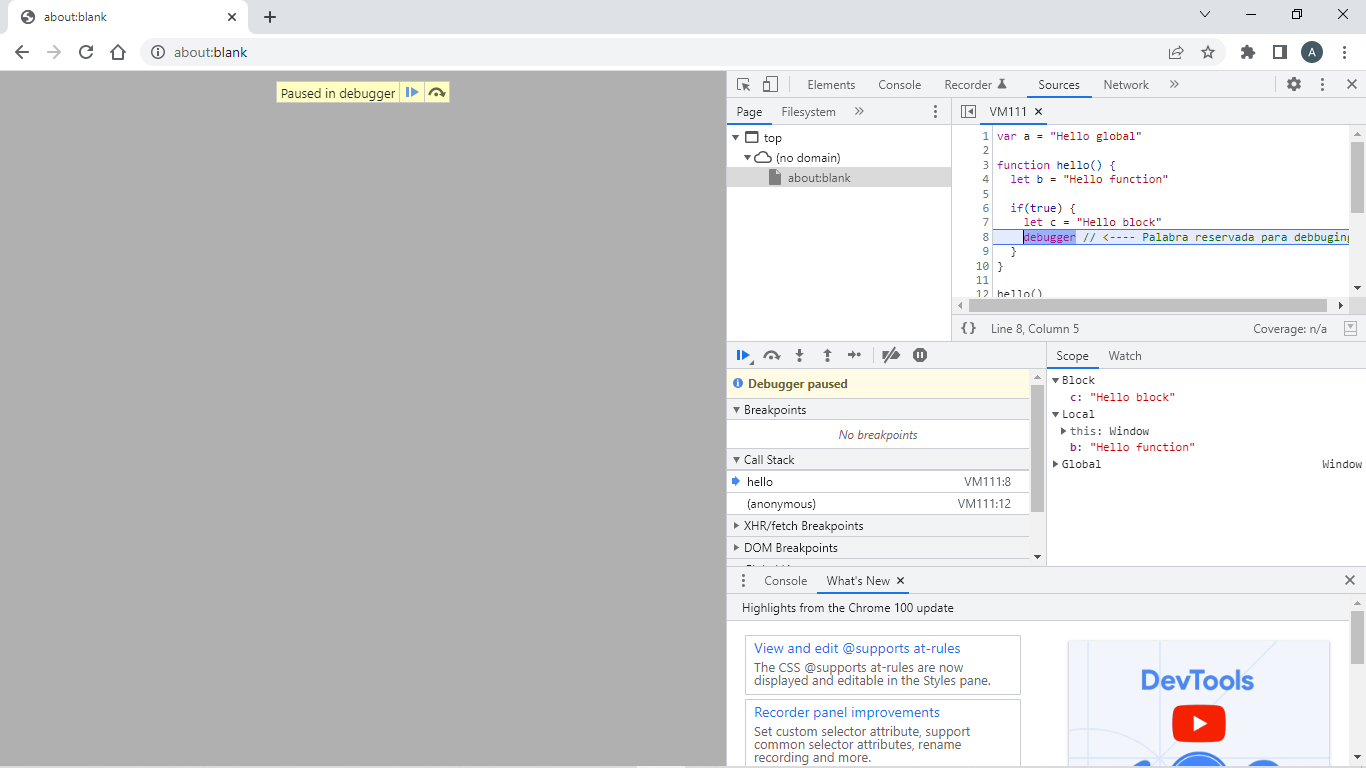 about:blank
about:blank
A
Paused in debugger
Elements Console Recorder Sources Network
Page Filesystem
top
(no domain)
about:blank
VM111
1 var a = "Hello global"
2
3 function hello() {
4 let b = "Hello function"
5
6 if(true) {
7 let c = "Hello block"
8 debugger // <---- Palabra reservada para debbuging
9 }
10 }
11
12 hello()
{} Line 8, Column 5 Coverage: n/a
Debugger paused
Breakpoints
No breakpoints
Call Stack
hello VM111:8
(anonymous) VM111:12
XHR/fetch Breakpoints
DOM Breakpoints
Scope Watch
Block
c: "Hello block"
Local
this: Window
b: "Hello function"
Global Window
Console What's New
Highlights from the Chrome 100 update
View and edit @supports at-rules
The CSS @supports at-rules are now
displayed and editable in the Styles pane.
Recorder panel improvements
Set custom selector attribute, support
common selector attributes, rename
recording and more.
DevTools